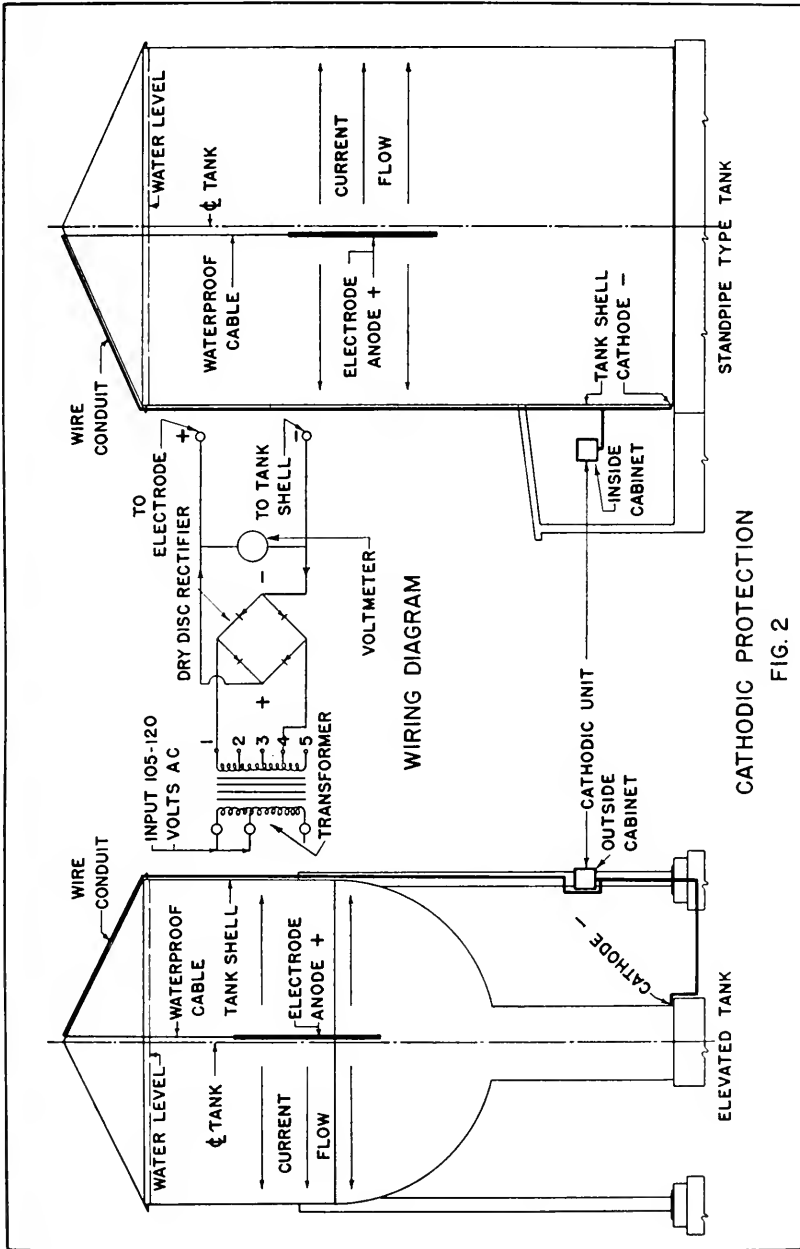 WIRE
CONDUIT
WATER LEVEL
WATERPROOF
CABLE
TANK SHELL
℄ TANK
ELECTRODE
ANODE +
CURRENT
FLOW
CATHODE -
ELEVATED TANK
INPUT 105-120
VOLTS AC
TRANSFORMER
1
2
3
4
5
DRY DISC RECTIFIER
+
-
TO
ELECTRODE
+
TO TANK
SHELL
-
VOLTMETER
WIRING DIAGRAM
CATHODIC UNIT
OUTSIDE
CABINET
INSIDE
CABINET
WIRE
CONDUIT
WATER LEVEL
℄ TANK
WATERPROOF
CABLE
CURRENT
FLOW
ELECTRODE
ANODE +
TANK SHELL
CATHODE -
STANDPIPE TYPE TANK
CATHODIC PROTECTION
FIG. 2